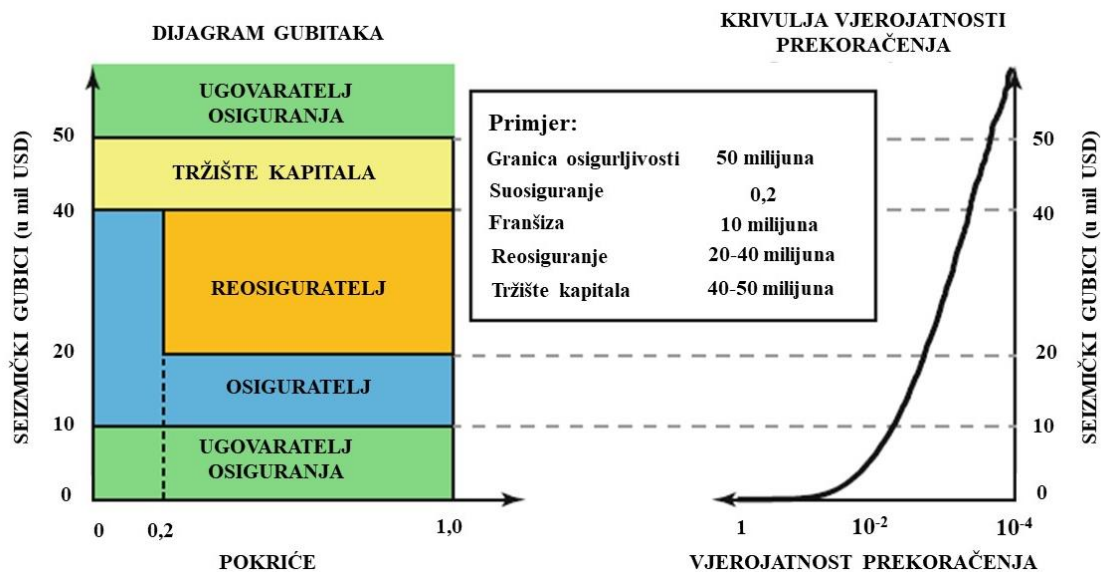 DIJAGRAM GUBITAKA
KRIVULJA VJEROJATNOSTI
PREKORAČENJA
SEIZMIČKI GUBICI (u mil USD)
50
40
20
10
0
UGOVARATELJ
OSIGURANJA
TRŽIŠTE KAPITALA
REOSIGURATELJ
OSIGURATELJ
UGOVARATELJ
OSIGURANJA
0
0,2
1,0
POKRIĆE
Primjer:
Granica osigurljivosti 50 milijuna
Suosiguranje 0,2
Franšiza 10 milijuna
Reosiguranje 20-40 milijuna
Tržište kapitala 40-50 milijuna
50
40
20
10
0
SEIZMIČKI GUBICI (u mil USD)
1
10-2
10-4
VJEROJATNOST PREKORAČENJA